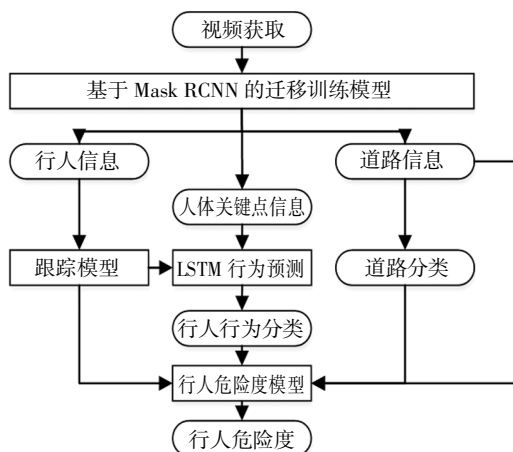 视频获取
基于 Mask RCNN 的迁移训练模型
行人信息
道路信息
人体关键点信息
跟踪模型
LSTM 行为预测
道路分类
行人行为分类
行人危险度模型
行人危险度